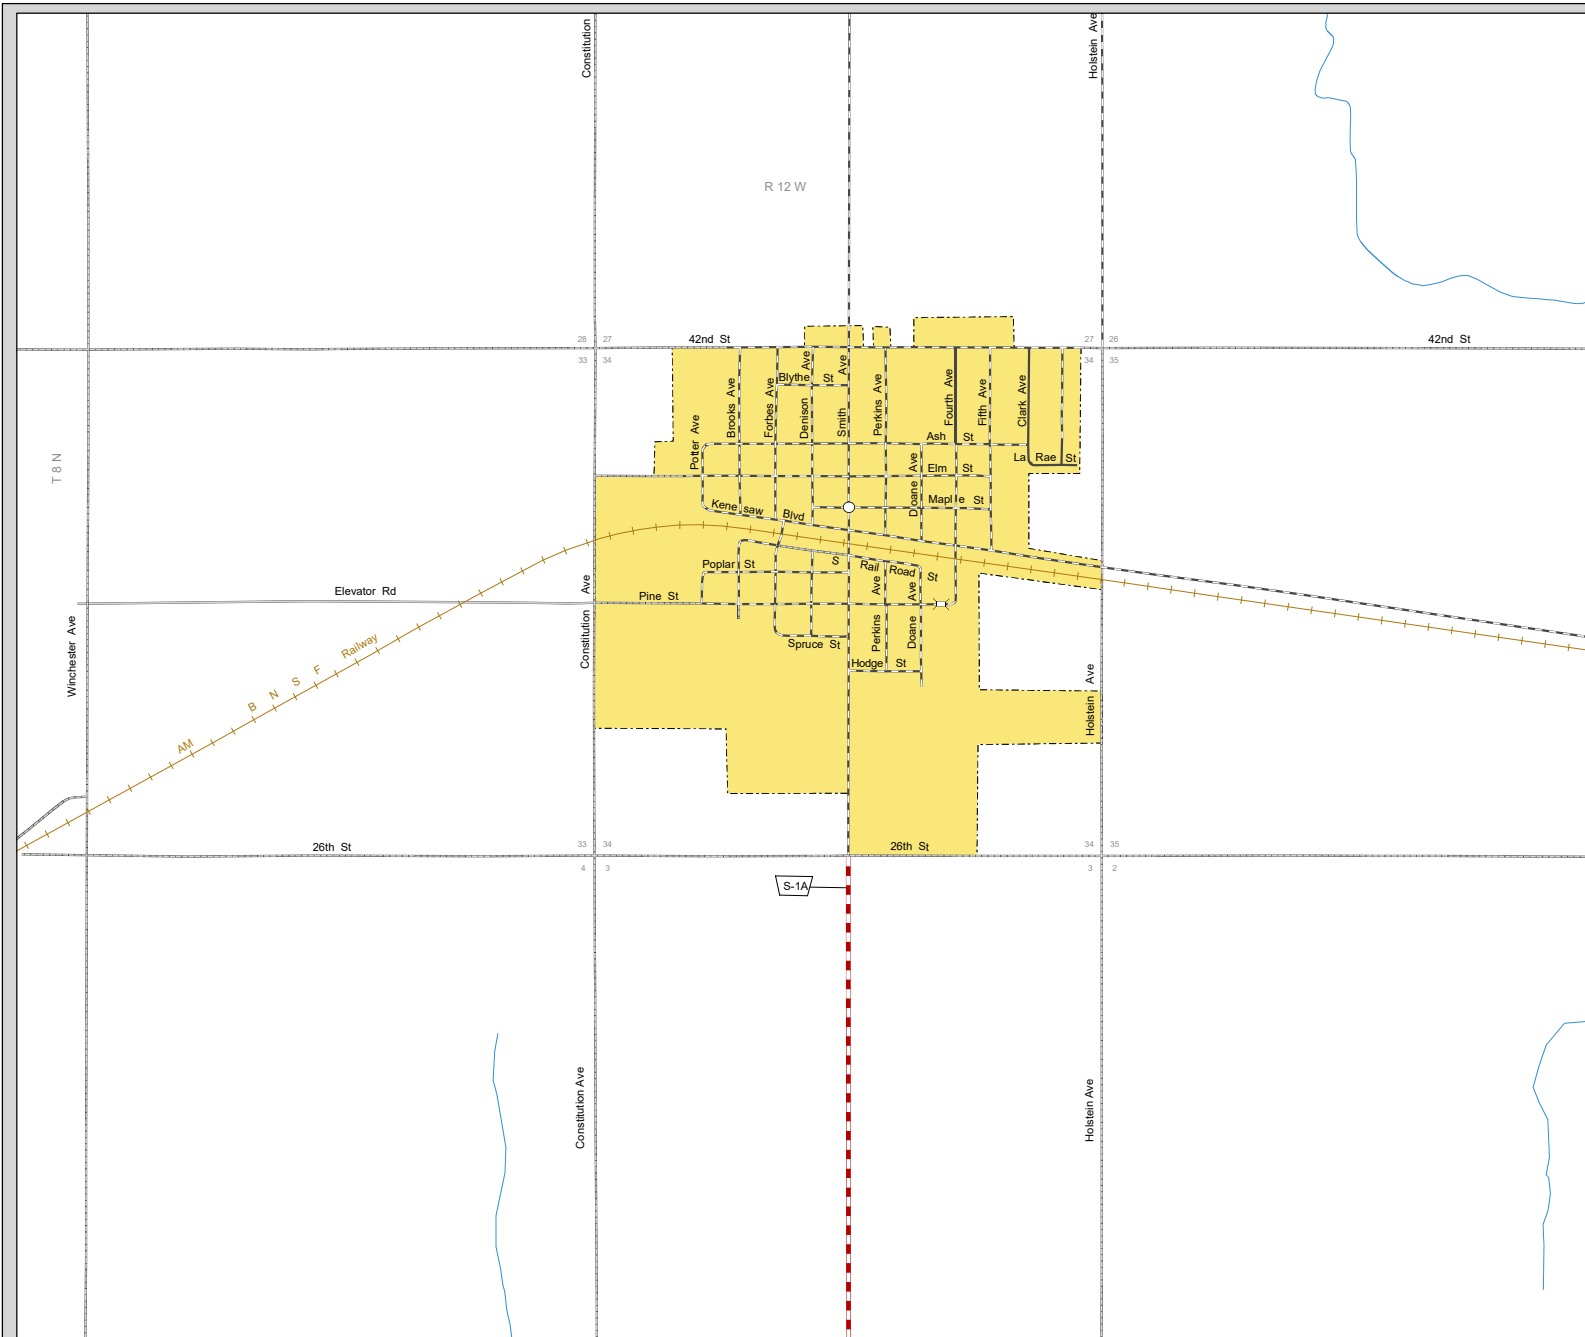 Constitution
Holstein Ave
R 12 W
28 27
27 26
42nd St
42nd St
33 34
34 35
Blythe St
Brooks Ave
Forbes Ave
Denison Ave
Smith Ave
Perkins Ave
Fourth Ave
Fifth Ave
Clark Ave
Potter Ave
Ash St
La Rae St
T 8 N
Elm St
Doane Ave
Maple St
Kenesaw Blvd
Poplar St
S Rail Road St
Elevator Rd
Pine St
Constitution Ave
Perkins Ave
Doane Ave
Winchester Ave
Spruce St
Hodge St
Holstein Ave
AM B N S F Railway
26th St
26th St
33 34
34 35
4 3
3 2
S-1A
Constitution Ave
Holstein Ave